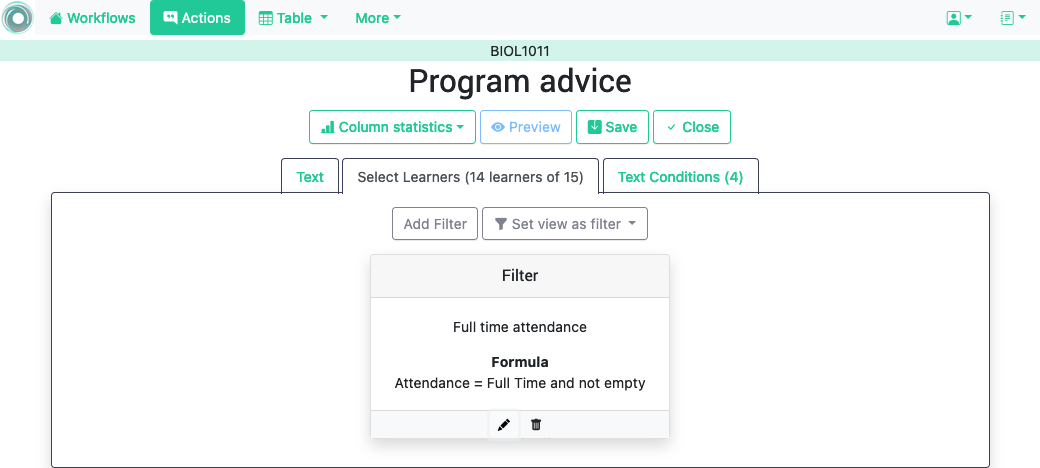 Workflows Actions Table More
BIOL1011
Program advice
Column statistics Preview Save Close
Text Select Learners (14 learners of 15) Text Conditions (4)
Add Filter Set view as filter
Filter
Full time attendance
Formula
Attendance = Full Time and not empty